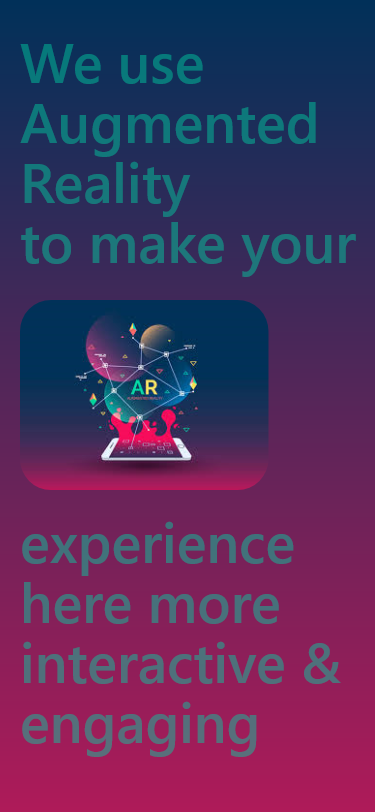 We use
Augmented
Reality
to make your
AR
AUGMENTED REALITY
experience
here more
interactive &
engaging